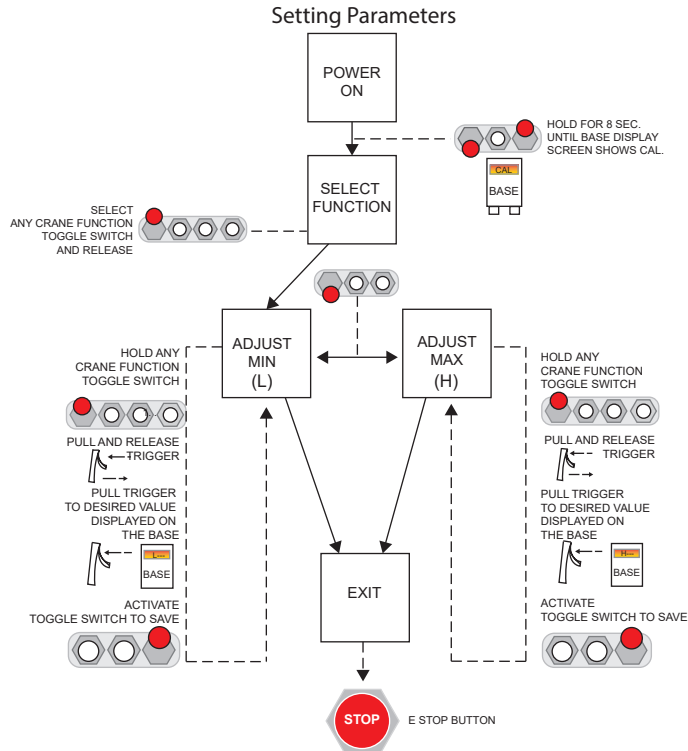 Setting Parameters
POWER
ON
HOLD FOR 8 SEC.
UNTIL BASE DISPLAY
SCREEN SHOWS CAL.
CAL
BASE
SELECT
FUNCTION
SELECT
ANY CRANE FUNCTION
TOGGLE SWITCH
AND RELEASE
ADJUST
MIN
(L)
ADJUST
MAX
(H)
HOLD ANY
CRANE FUNCTION
TOGGLE SWITCH
PULL AND RELEASE
TRIGGER
PULL TRIGGER
TO DESIRED VALUE
DISPLAYED ON
THE BASE
L---
BASE
ACTIVATE
TOGGLE SWITCH TO SAVE
HOLD ANY
CRANE FUNCTION
TOGGLE SWITCH
PULL AND RELEASE
TRIGGER
PULL TRIGGER
TO DESIRED VALUE
DISPLAYED ON
THE BASE
H---
BASE
ACTIVATE
TOGGLE SWITCH TO SAVE
EXIT
STOP
E STOP BUTTON